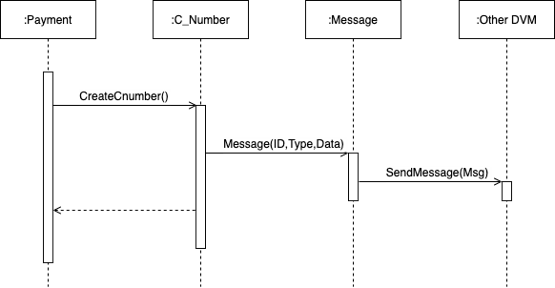 :Payment
:C_Number
:Message
:Other DVM
CreateCnumber()
Message(ID,Type,Data)
SendMessage(Msg)